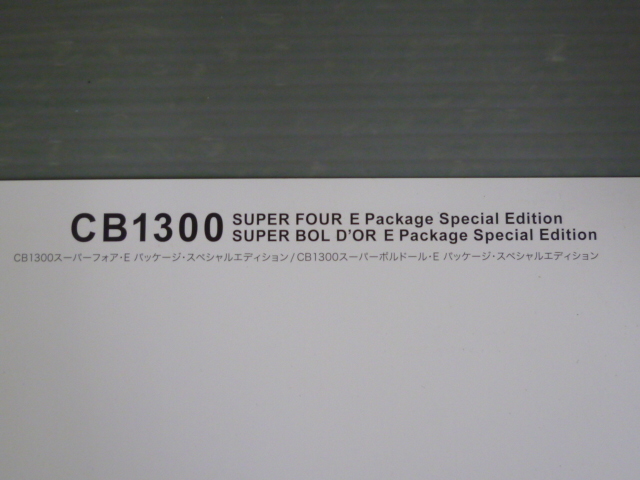 CB1300 SUPER FOUR E Package Special Edition
SUPER BOL D'OR E Package Special Edition
CB1300スーパーフォア・E パッケージ・スペシャルエディション/CB1300スーパーボルドール・E パッケージ・スペシャルエディション